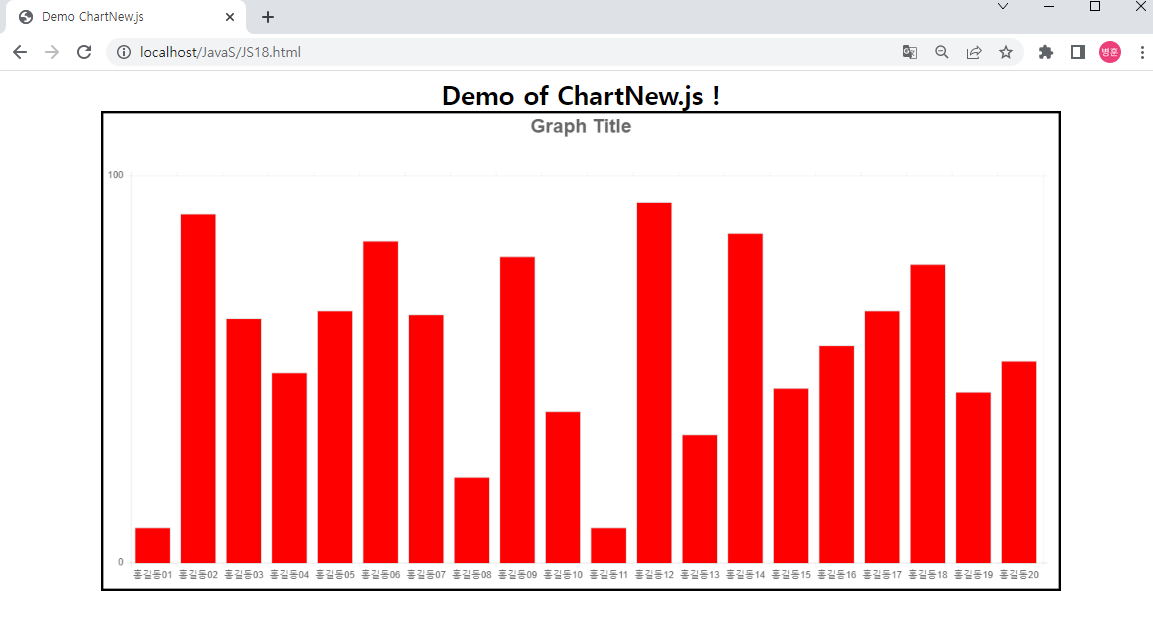 Demo ChartNew.js
localhost/JavaS/JS18.html
병훈
Demo of ChartNew.js !
Graph Title
100
0
홍길동01 홍길동02 홍길동03 홍길동04 홍길동05 홍길동06 홍길동07 홍길동08 홍길동09 홍길동10 홍길동11 홍길동12 홍길동13 홍길동14 홍길동15 홍길동16 홍길동17 홍길동18 홍길동19 홍길동20